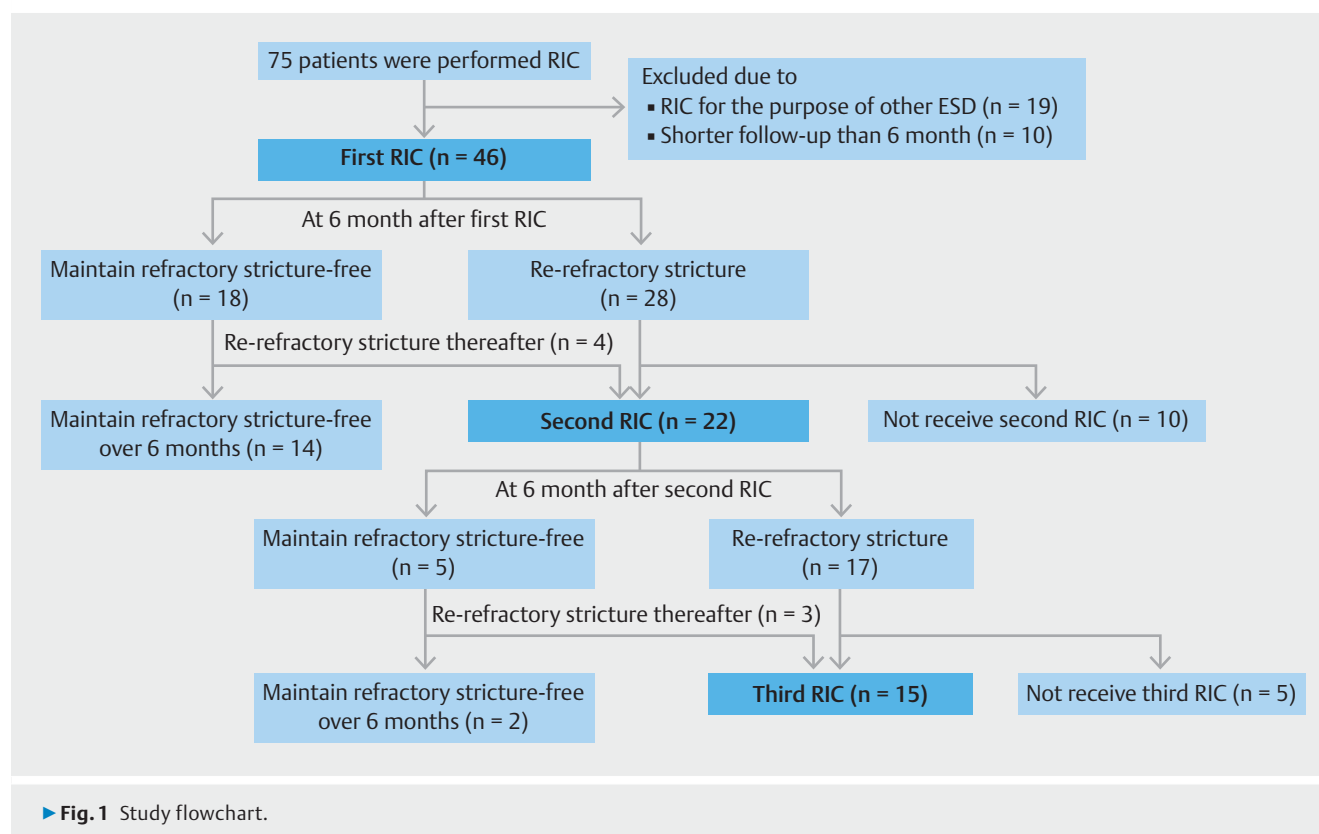 75 patients were performed RIC
Excluded due to
▪ RIC for the purpose of other ESD (n = 19)
▪ Shorter follow-up than 6 month (n = 10)
First RIC (n = 46)
At 6 month after first RIC
Maintain refractory stricture-free
(n = 18)
Re-refractory stricture
(n = 28)
Re-refractory stricture thereafter (n = 4)
Maintain refractory stricture-free
over 6 months (n = 14)
Second RIC (n = 22)
Not receive second RIC (n = 10)
At 6 month after second RIC
Maintain refractory stricture-free
(n = 5)
Re-refractory stricture
(n = 17)
Re-refractory stricture thereafter (n = 3)
Maintain refractory stricture-free
over 6 months (n = 2)
Third RIC (n = 15)
Not receive third RIC (n = 5)
▶ Fig. 1 Study flowchart.